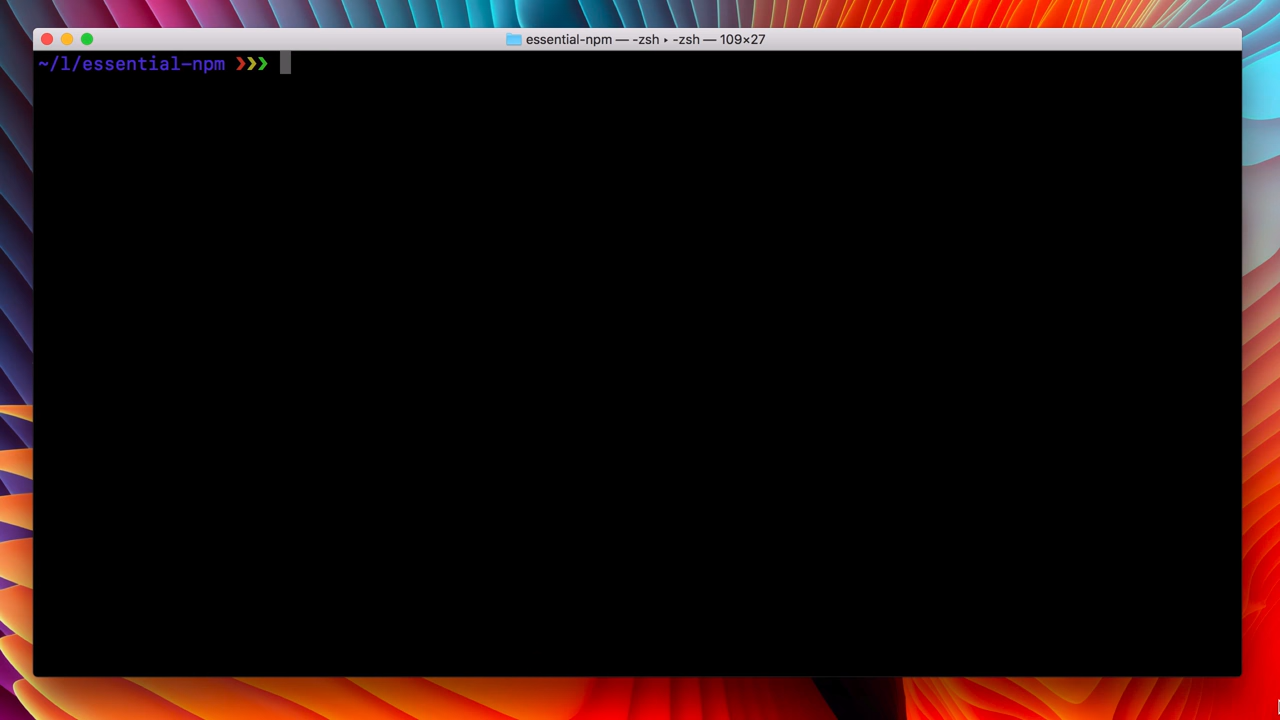 essential-npm — -zsh ▸ -zsh — 109×27
~/l/essential-npm ❯❯❯